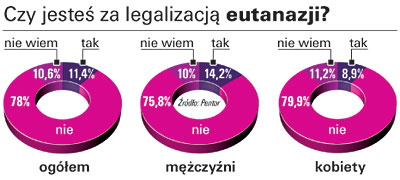 Czy jesteś za legalizacją eutanazji?
nie wiem tak
10,6% 11,4%
78%
nie
ogółem
nie wiem tak
10% 14,2%
75,8%
Źródło: Pentor
nie
mężczyźni
nie wiem tak
11,2% 8,9%
79,9%
nie
kobiety